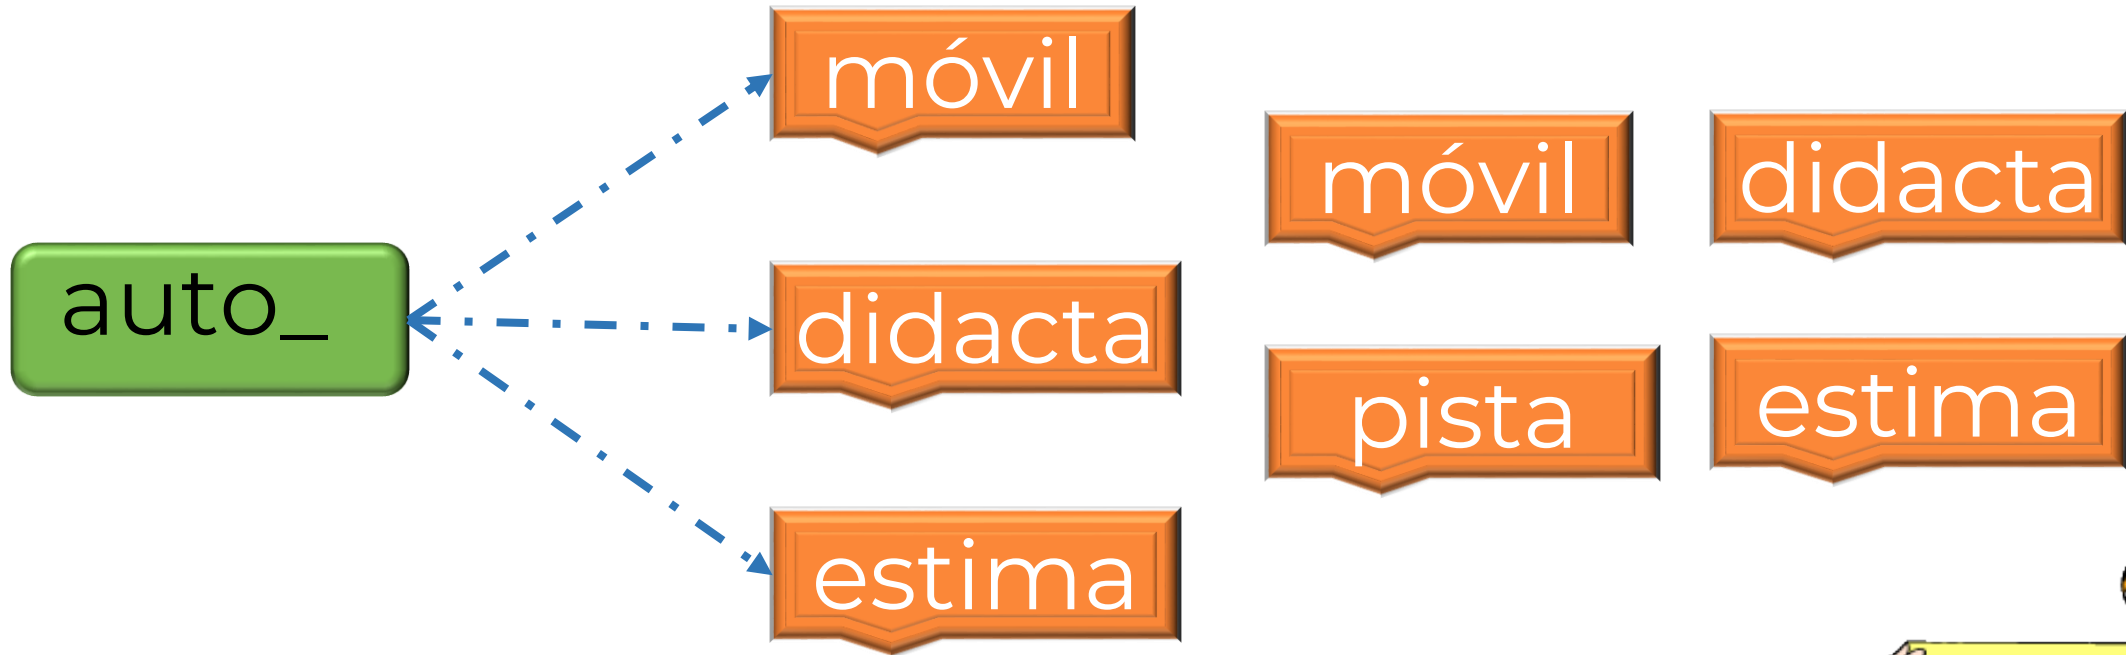 móvil
móvil
didacta
auto_
didacta
pista
estima
estima